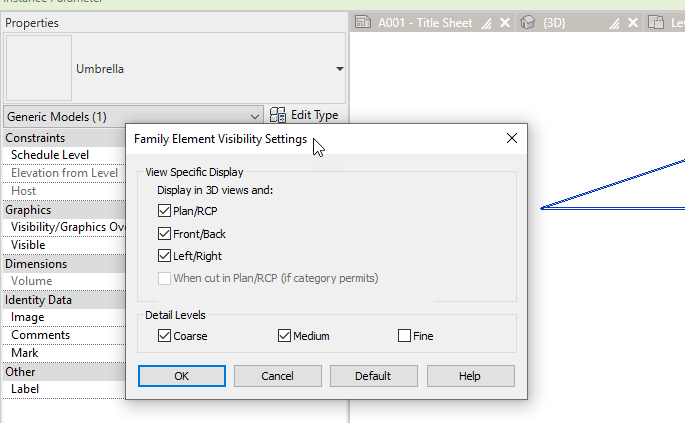 Instance Parameter
Properties
A001 - Title Sheet
{3D}
Lev
Umbrella
Generic Models (1)
Edit Type
Constraints
Schedule Level
Elevation from Level
Host
Graphics
Visibility/Graphics Ov
Visible
Dimensions
Volume
Identity Data
Image
Comments
Mark
Other
Label
Family Element Visibility Settings
View Specific Display
Display in 3D views and:
Plan/RCP
Front/Back
Left/Right
When cut in Plan/RCP (if category permits)
Detail Levels
Coarse Medium Fine
OK Cancel Default Help